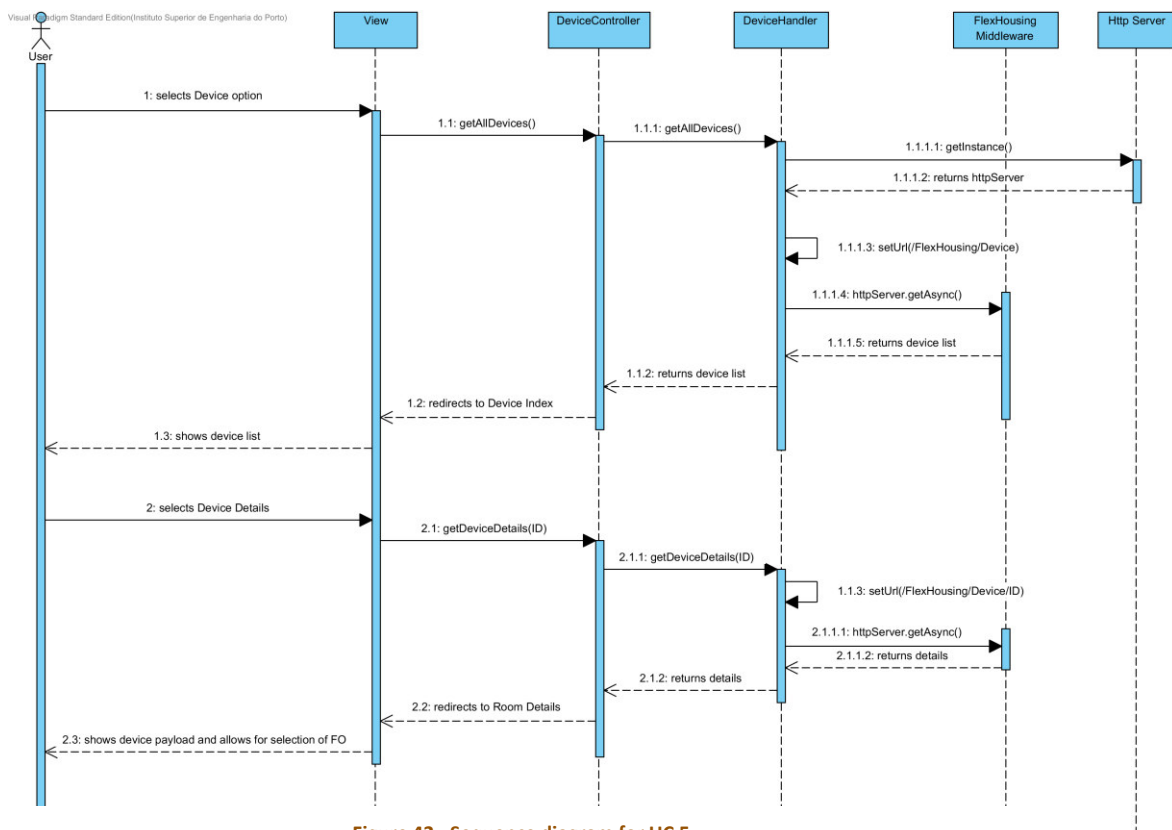 Visual Paradigm Standard Edition(Instituto Superior de Engenharia do Porto)
User
View
DeviceController
DeviceHandler
FlexHousing
Middleware
Http Server
1: selects Device option
1.1: getAllDevices()
1.1.1: getAllDevices()
1.1.1.1: getInstance()
1.1.1.2: returns httpServer
1.1.1.3: setUrl(/FlexHousing/Device)
1.1.1.4: httpServer.getAsync()
1.1.1.5: returns device list
1.1.2: returns device list
1.2: redirects to Device Index
1.3: shows device list
2: selects Device Details
2.1: getDeviceDetails(ID)
2.1.1: getDeviceDetails(ID)
1.1.3: setUrl(/FlexHousing/Device/ID)
2.1.1.1: httpServer.getAsync()
2.1.1.2: returns details
2.1.2: returns details
2.2: redirects to Room Details
2.3: shows device payload and allows for selection of FO